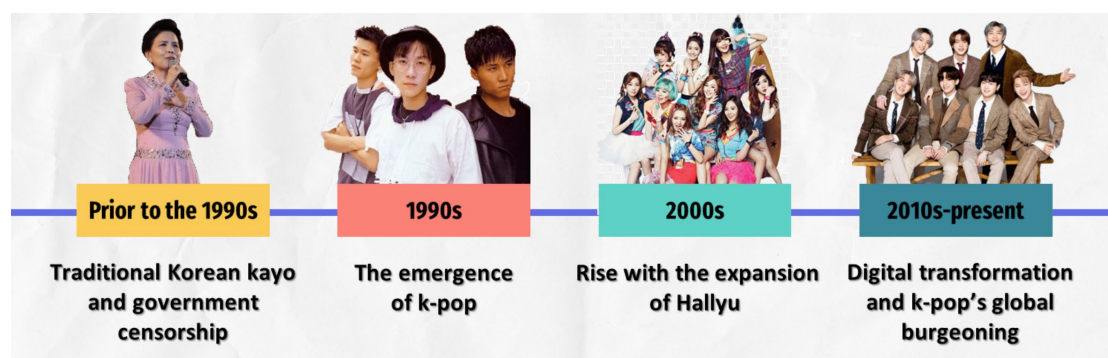 Prior to the 1990s
1990s
2000s
2010s-present
Traditional Korean kayo
and government
censorship
The emergence
of k-pop
Rise with the expansion
of Hallyu
Digital transformation
and k-pop's global
burgeoning